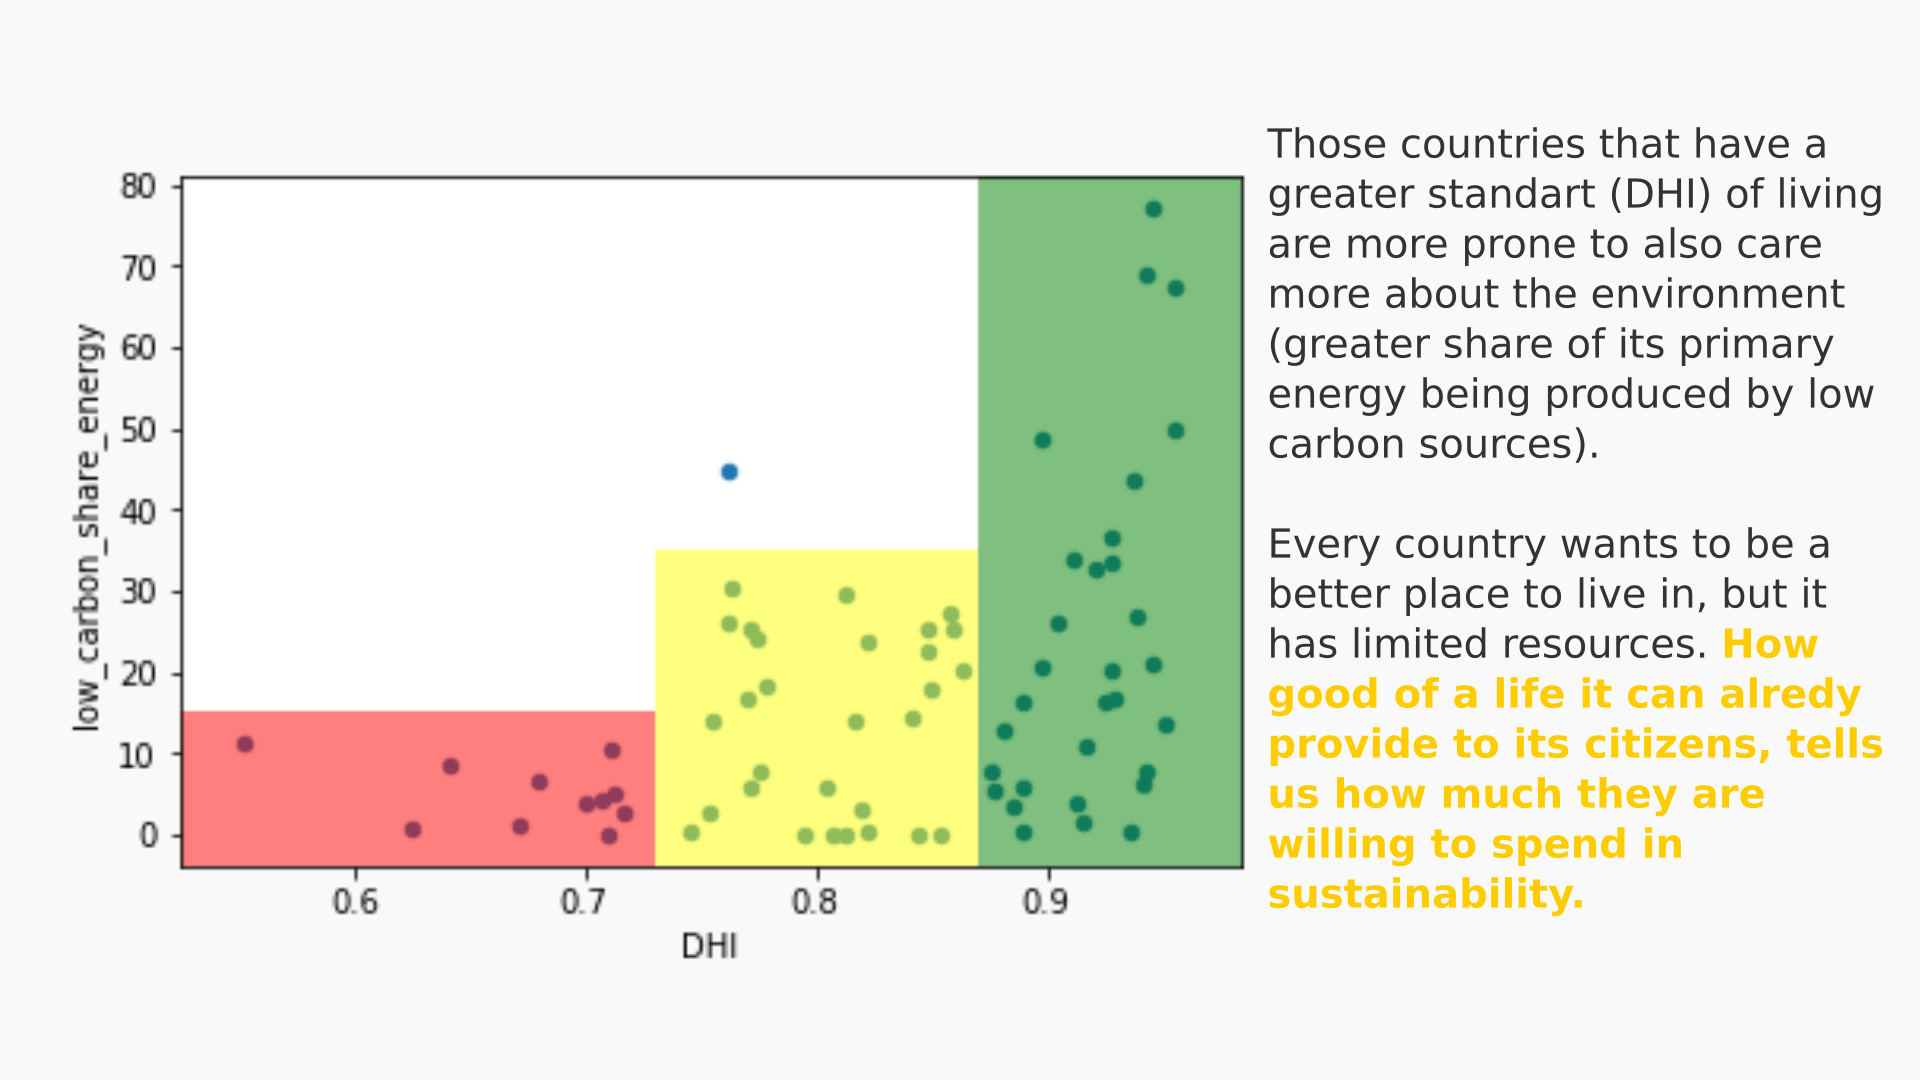 80
70
60
50
40
30
20
10
0
low_carbon_share_energy
0.6 0.7 0.8 0.9
DHI
Those countries that have a
greater standart (DHI) of living
are more prone to also care
more about the environment
(greater share of its primary
energy being produced by low
carbon sources).
Every country wants to be a
better place to live in, but it
has limited resources. How
good of a life it can alredy
provide to its citizens, tells
us how much they are
willing to spend in
sustainability.